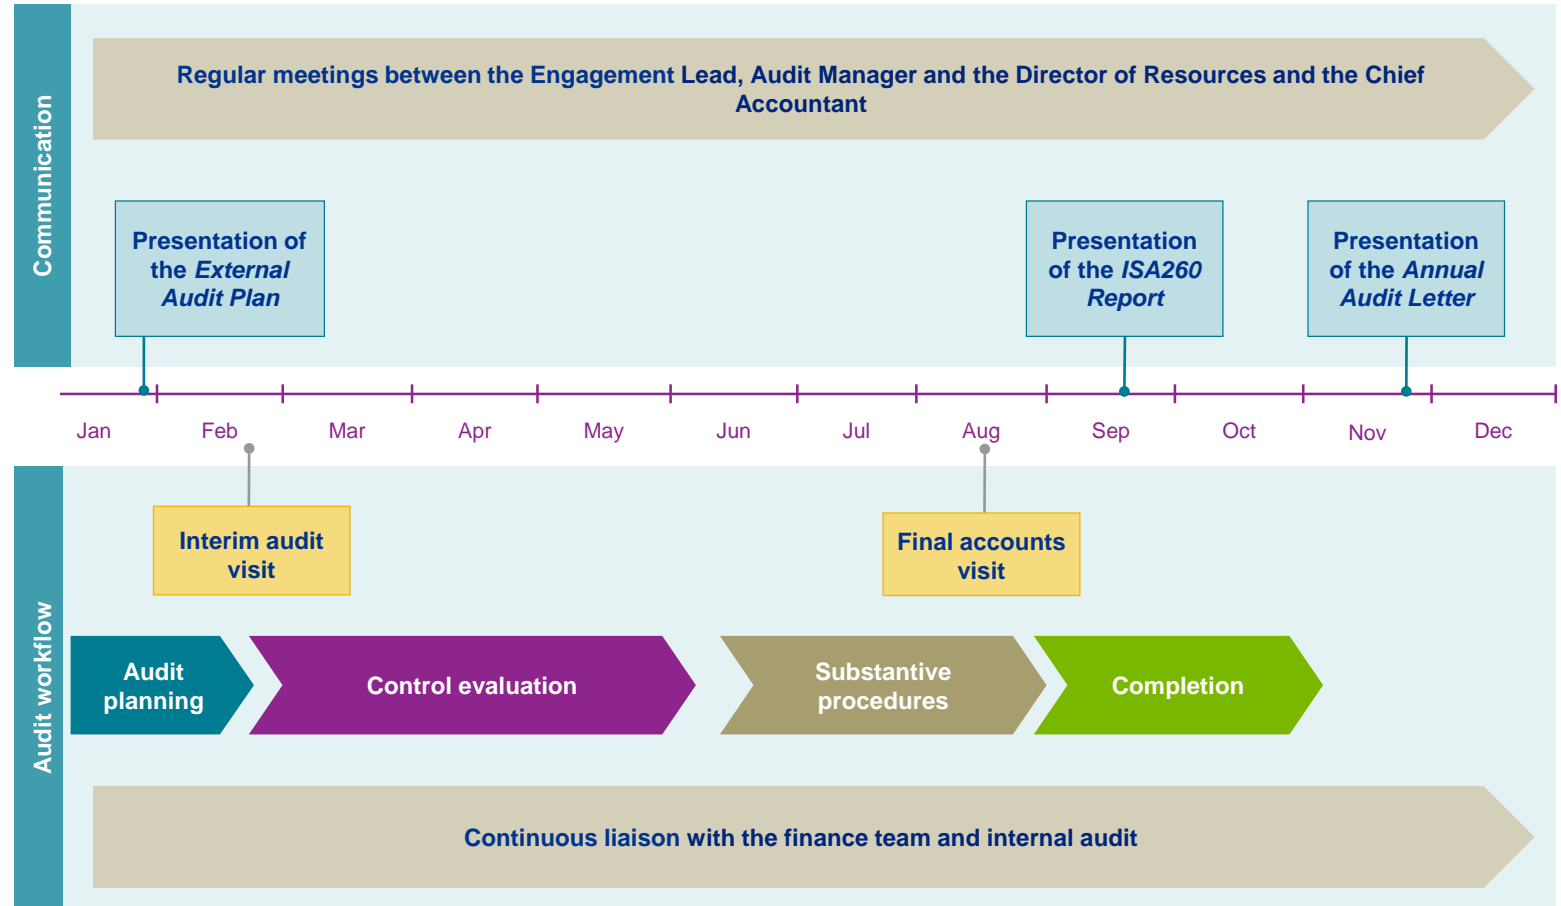 Communication
Regular meetings between the Engagement Lead, Audit Manager and the Director of Resources and the Chief
Accountant
Presentation of
the External
Audit Plan
Presentation
of the ISA260
Report
Presentation
of the Annual
Audit Letter
Jan Feb Mar Apr May Jun Jul Aug Sep Oct Nov Dec
Audit workflow
Interim audit
visit
Final accounts
visit
Audit
planning
Control evaluation
Substantive
procedures
Completion
Continuous liaison with the finance team and internal audit